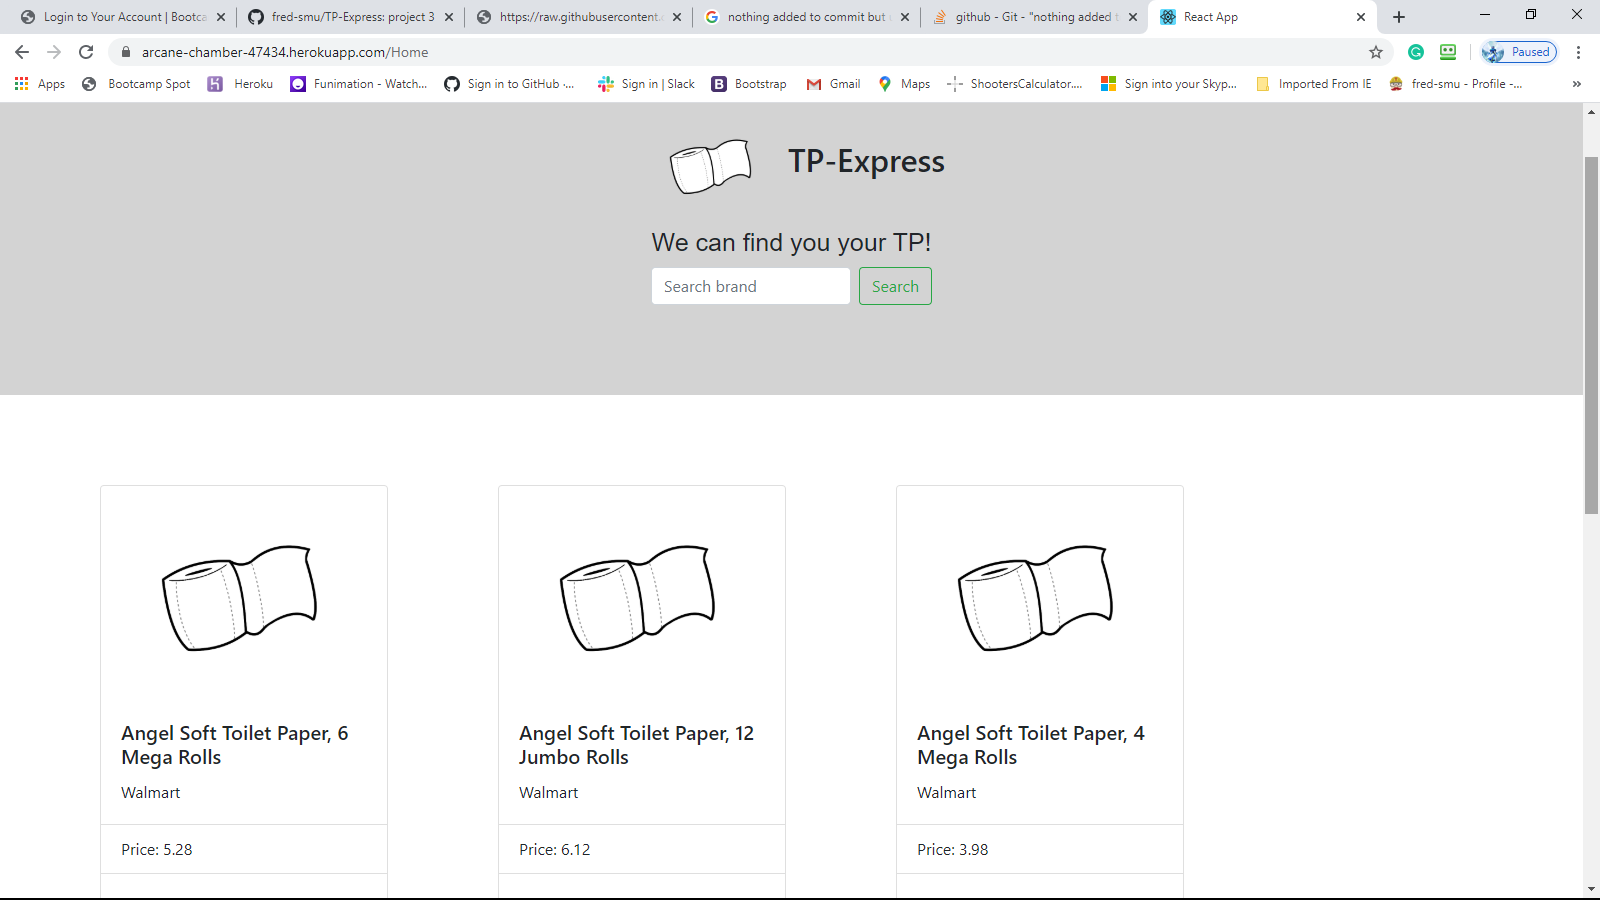 Login to Your Account | Bootca
fred-smu/TP-Express: project 3
https://raw.githubusercontent.
nothing added to commit but
github - Git - "nothing added t
React App
arcane-chamber-47434.herokuapp.com/Home
Paused
Apps
Bootcamp Spot
Heroku
Funimation - Watch...
Sign in to GitHub ·...
Sign in | Slack
Bootstrap
Gmail
Maps
ShootersCalculator....
Sign into your Skyp...
Imported From IE
fred-smu - Profile -...
»
TP-Express
We can find you your TP!
Search brand
Search
Angel Soft Toilet Paper, 6
Mega Rolls
Walmart
Price: 5.28
Angel Soft Toilet Paper, 12
Jumbo Rolls
Walmart
Price: 6.12
Angel Soft Toilet Paper, 4
Mega Rolls
Walmart
Price: 3.98